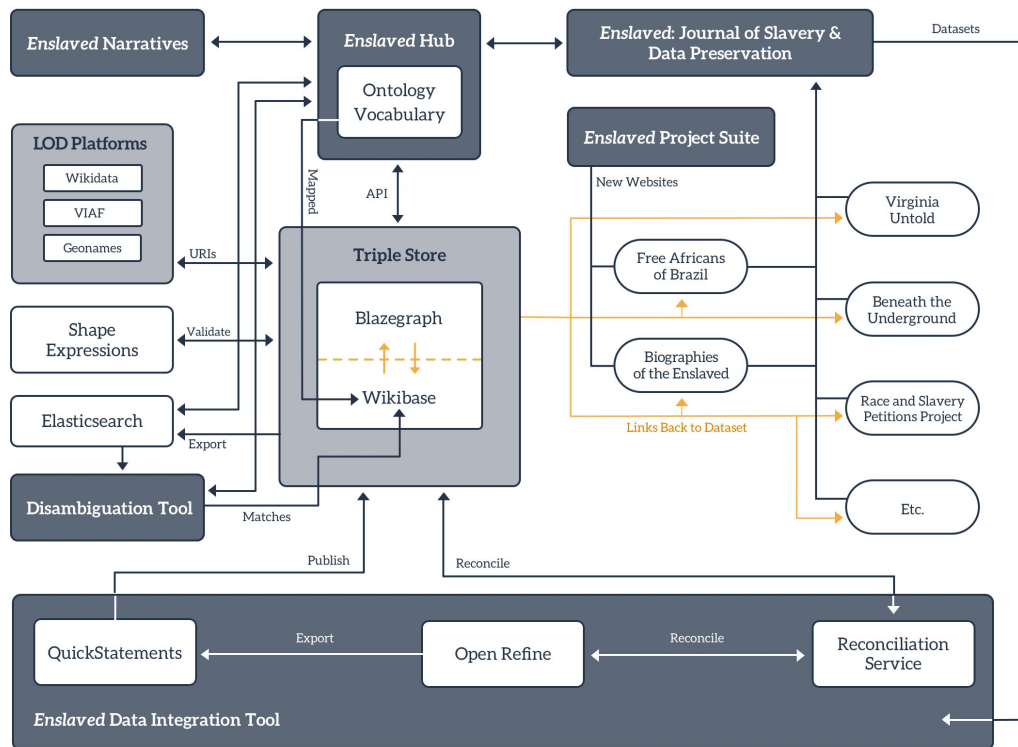 Enslaved Narratives
Enslaved Hub
Ontology
Vocabulary
Enslaved: Journal of Slavery &
Data Preservation
Datasets
LOD Platforms
Wikidata
VIAF
Geonames
Enslaved Project Suite
New Websites
Mapped
API
Virginia
Untold
URIs
Triple Store
Free Africans
of Brazil
Shape
Expressions
Validate
Blazegraph
Wikibase
Beneath the
Underground
Biographies
of the Enslaved
Elasticsearch
Export
Links Back to Dataset
Race and Slavery
Petitions Project
Disambiguation Tool
Matches
Etc.
Publish
Reconcile
QuickStatements
Export
Open Refine
Reconcile
Reconciliation
Service
Enslaved Data Integration Tool